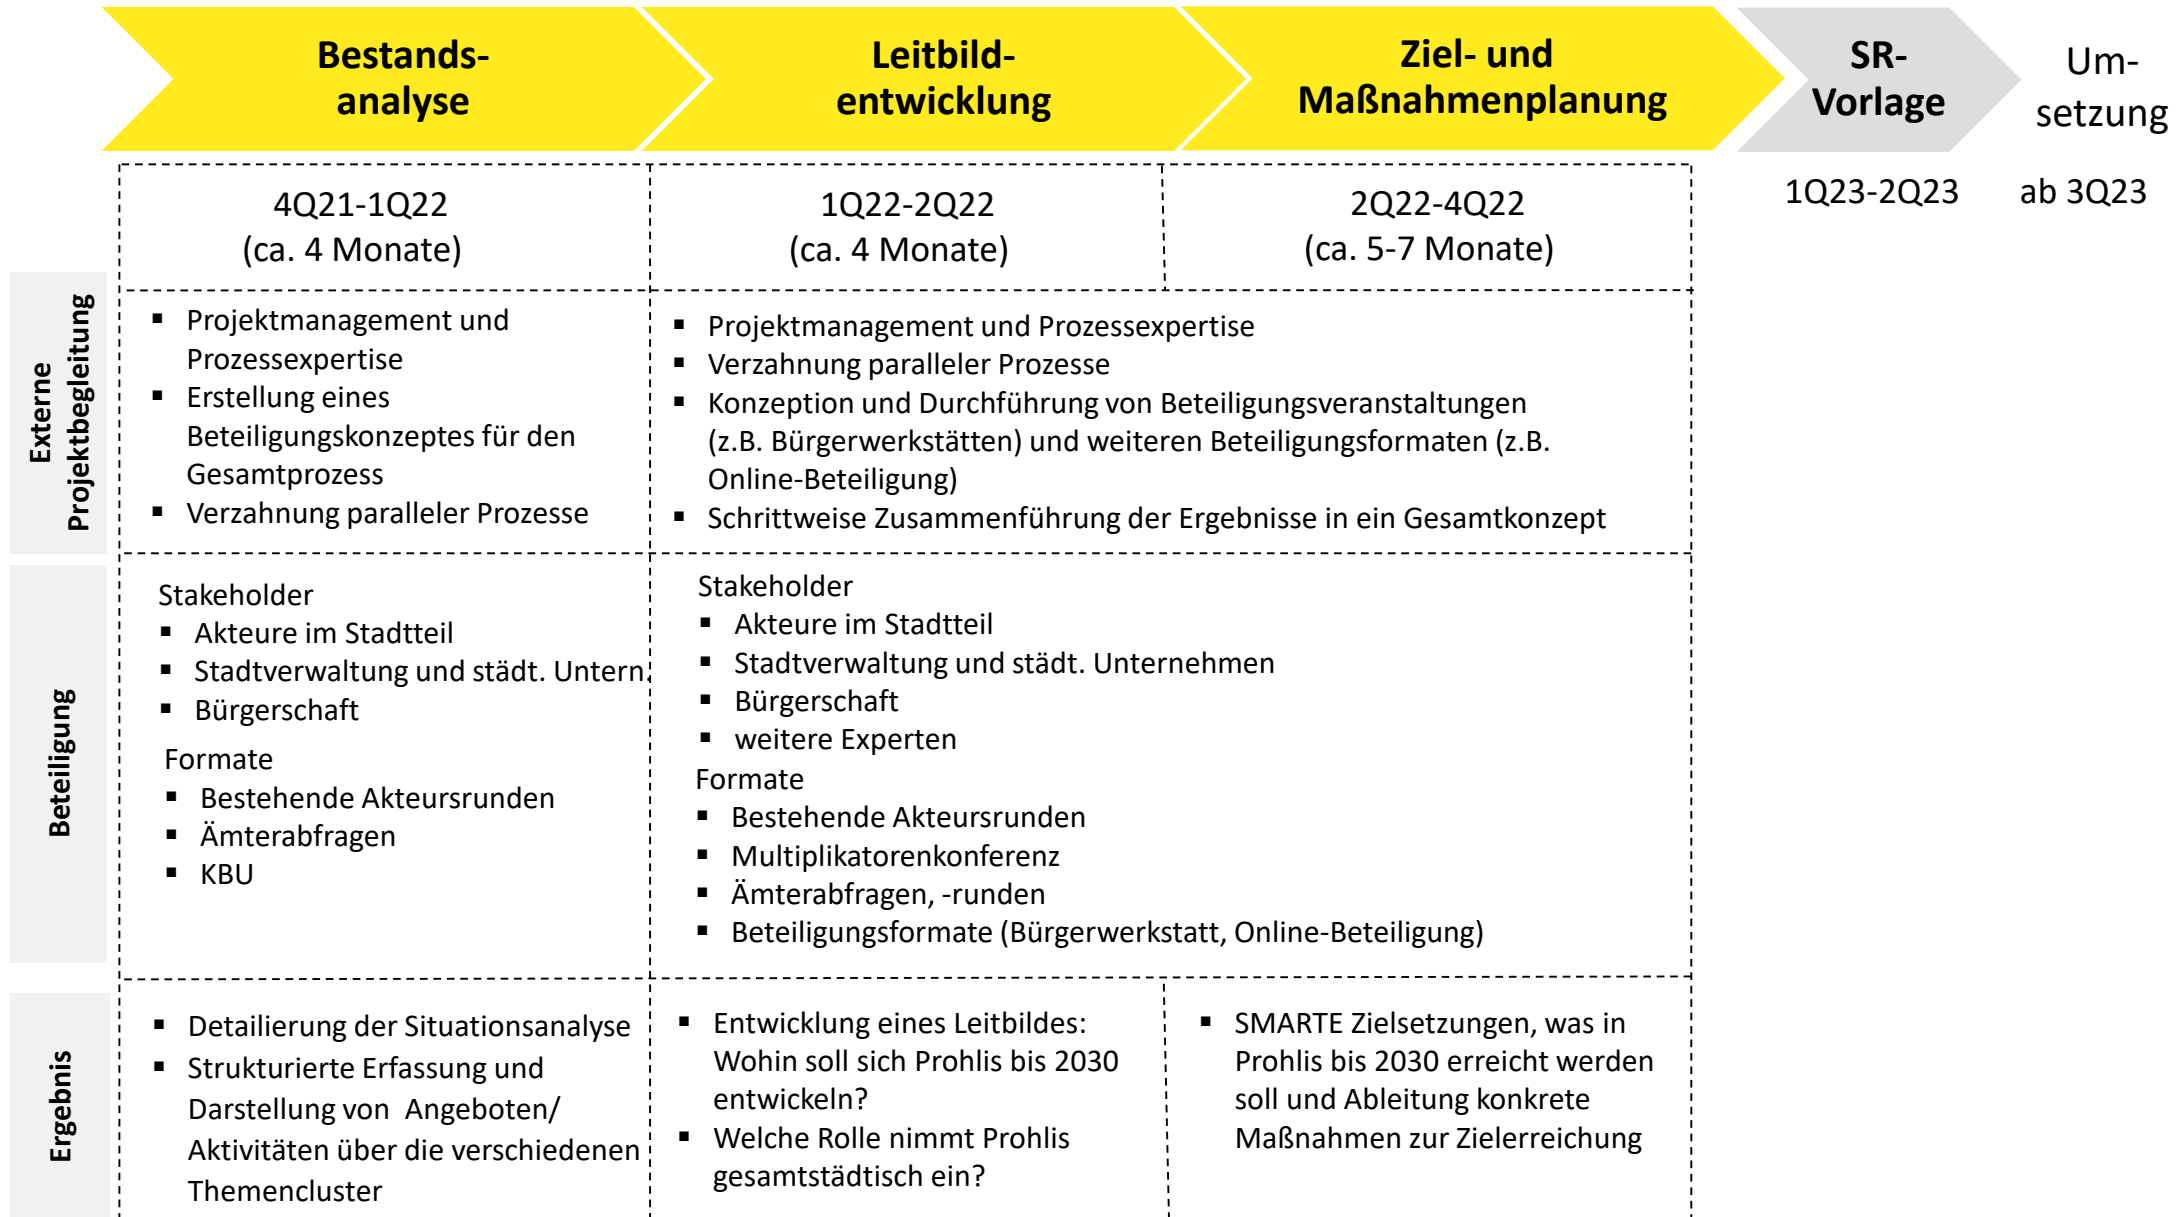 Bestands-
analyse
Leitbild-
entwicklung
Ziel- und
Maßnahmenplanung
SR-
Vorlage
Um-
setzung
4Q21-1Q22
(ca. 4 Monate)
1Q22-2Q22
(ca. 4 Monate)
2Q22-4Q22
(ca. 5-7 Monate)
1Q23-2Q23
ab 3Q23
Externe
Projektbegleitung
▪ Projektmanagement und
Prozessexpertise
▪ Erstellung eines
Beteiligungskonzeptes für den
Gesamtprozess
▪ Verzahnung paralleler Prozesse
▪ Projektmanagement und Prozessexpertise
▪ Verzahnung paralleler Prozesse
▪ Konzeption und Durchführung von Beteiligungsveranstaltungen
(z.B. Bürgerwerkstätten) und weiteren Beteiligungsformaten (z.B.
Online-Beteiligung)
▪ Schrittweise Zusammenführung der Ergebnisse in ein Gesamtkonzept
Beteiligung
Stakeholder
▪ Akteure im Stadtteil
▪ Stadtverwaltung und städt. Untern.
▪ Bürgerschaft
Formate
▪ Bestehende Akteursrunden
▪ Ämterabfragen
▪ KBU
Stakeholder
▪ Akteure im Stadtteil
▪ Stadtverwaltung und städt. Unternehmen
▪ Bürgerschaft
▪ weitere Experten
Formate
▪ Bestehende Akteursrunden
▪ Multiplikatorenkonferenz
▪ Ämterabfragen, -runden
▪ Beteiligungsformate (Bürgerwerkstatt, Online-Beteiligung)
Ergebnis
▪ Detailierung der Situationsanalyse
▪ Strukturierte Erfassung und
Darstellung von Angeboten/
Aktivitäten über die verschiedenen
Themencluster
▪ Entwicklung eines Leitbildes:
Wohin soll sich Prohlis bis 2030
entwickeln?
▪ Welche Rolle nimmt Prohlis
gesamtstädtisch ein?
▪ SMARTE Zielsetzungen, was in
Prohlis bis 2030 erreicht werden
soll und Ableitung konkrete
Maßnahmen zur Zielerreichung